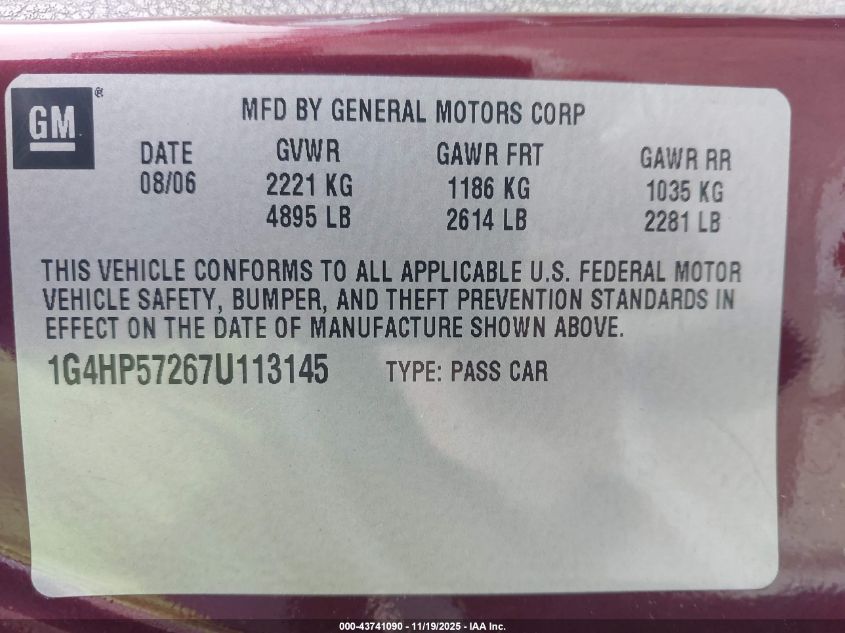 GM®
MFD BY GENERAL MOTORS CORP
DATE GVWR GAWR FRT GAWR RR
08/06 2221 KG 1186 KG 1035 KG
4895 LB 2614 LB 2281 LB
THIS VEHICLE CONFORMS TO ALL APPLICABLE U.S. FEDERAL MOTOR
VEHICLE SAFETY, BUMPER, AND THEFT PREVENTION STANDARDS IN
EFFECT ON THE DATE OF MANUFACTURE SHOWN ABOVE.
1G4HP57267U113145 TYPE: PASS CAR
000-43741090 - 11/19/2025 - IAA Inc.